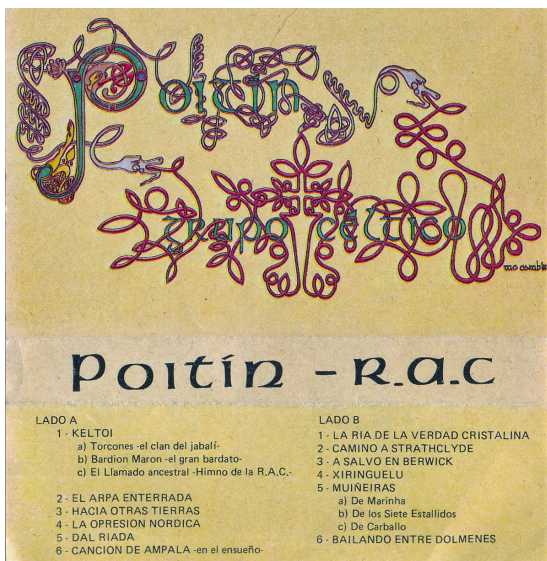 Poitín
grupo céltico
mc combie
Poitín - R.a.c
LADO A
1 - KELTOI
a) Torcones -el clan del jabalí-
b) Bardion Maron -el gran bardato-
c) El Llamado ancestral -Himno de la R.A.C.-
2 - EL ARPA ENTERRADA
3 - HACIA OTRAS TIERRAS
4 - LA OPRESION NORDICA
5 - DAL RIADA
6 - CANCION DE AMPALA -en el ensueño-
LADO B
1 - LA RIA DE LA VERDAD CRISTALINA
2 - CAMINO A STRATHCLYDE
3 - A SALVO EN BERWICK
4 - XIRINGUELU
5 - MUIÑEIRAS
a) De Marinha
b) De los Siete Estallidos
c) De Carballo
6 - BAILANDO ENTRE DOLMENES